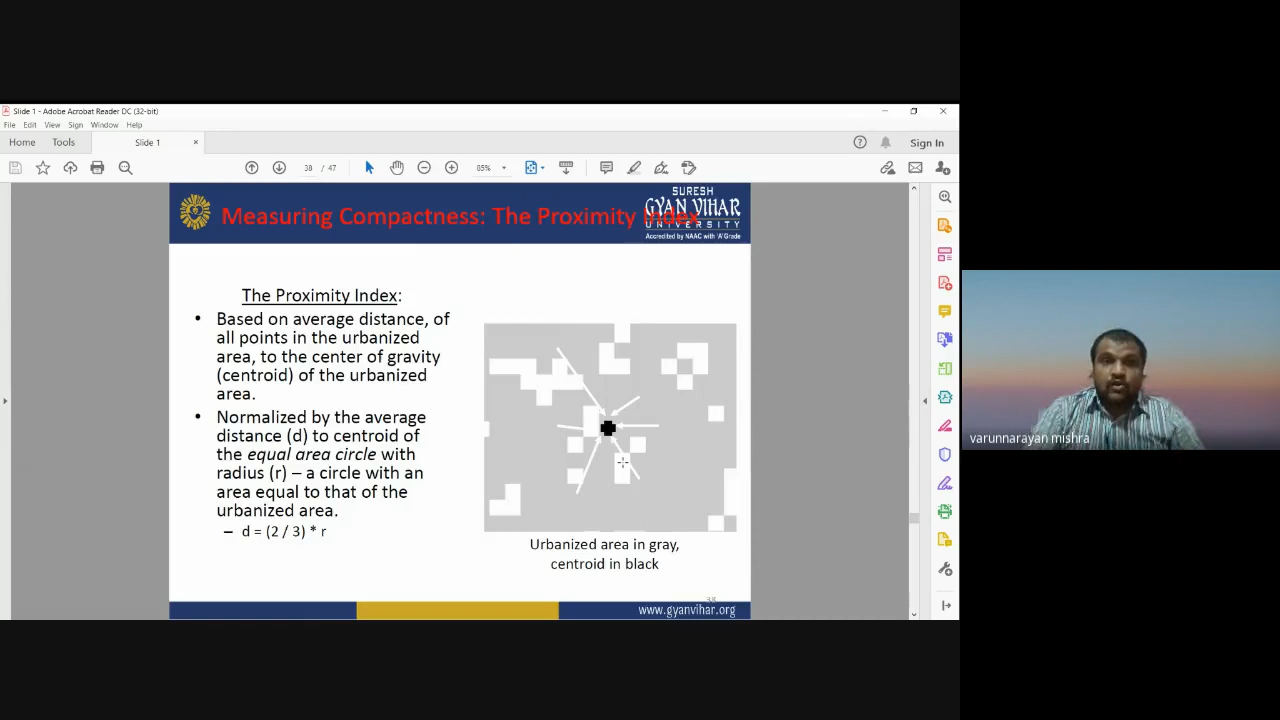 Slide 1 - Adobe Acrobat Reader DC (32-bit)
File Edit View Sign Window Help
Home Tools Slide 1 × Sign In
38 / 47 85%
Measuring Compactness: The Proximity Index
SURESH
GYAN VIHAR
UNIVERSITY
Accredited by NAAC with 'A' Grade
The Proximity Index:
• Based on average distance, of
all points in the urbanized
area, to the center of gravity
(centroid) of the urbanized
area.
• Normalized by the average
distance (d) to centroid of
the equal area circle with
radius (r) – a circle with an
area equal to that of the
urbanized area.
– d = (2 / 3) * r
Urbanized area in gray,
centroid in black
38
www.gyanvihar.org
varunnarayan mishra